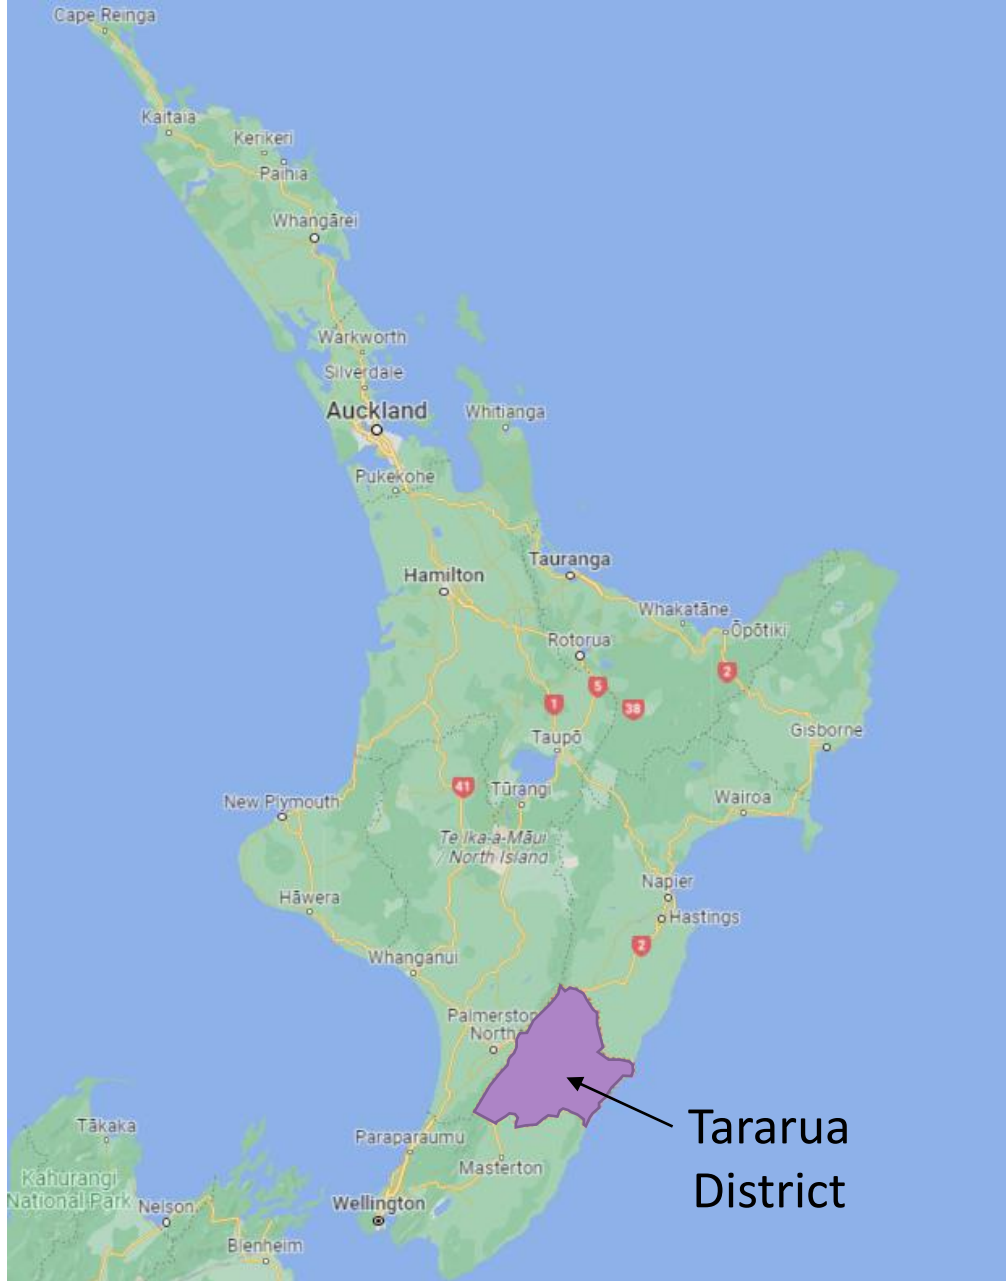 Cape Reinga
Kaitaia
Kerikeri
Paihia
Whangārei
Warkworth
Silverdale
Auckland
Whitianga
Pukekohe
Tauranga
Hamilton
Whakatāne
Ōpōtiki
Rotorua
2
5
1
38
Gisborne
Taupō
41
Tūrangi
New Plymouth
Wairoa
Te Ika-a-Māui
/ North Island
Napier
Hāwera
Hastings
2
Whanganui
Palmerston
North
Tākaka
Paraparaumu
Tararua
District
Masterton
Kahurangi
National Park
Nelson
Wellington
Blenheim